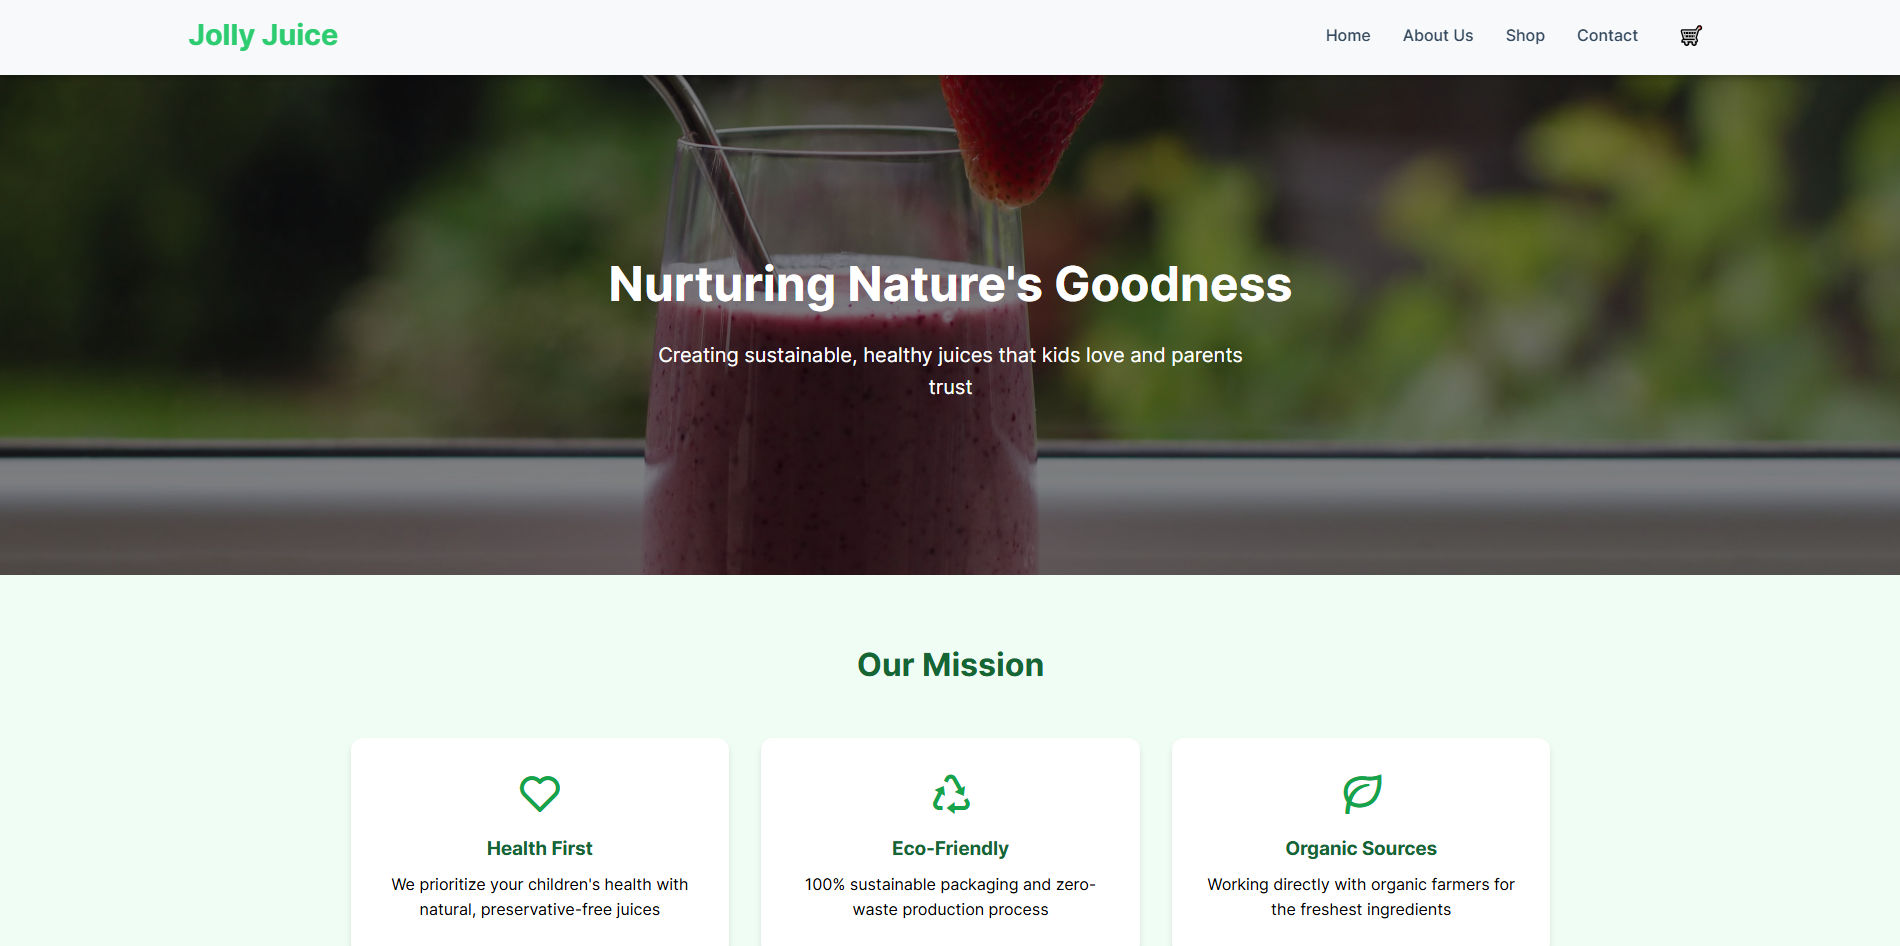 Jolly Juice
Home
About Us
Shop
Contact
Nurturing Nature's Goodness
Creating sustainable, healthy juices that kids love and parents
trust
Our Mission
Health First
We prioritize your children's health with
natural, preservative-free juices
Eco-Friendly
100% sustainable packaging and zero-
waste production process
Organic Sources
Working directly with organic farmers for
the freshest ingredients